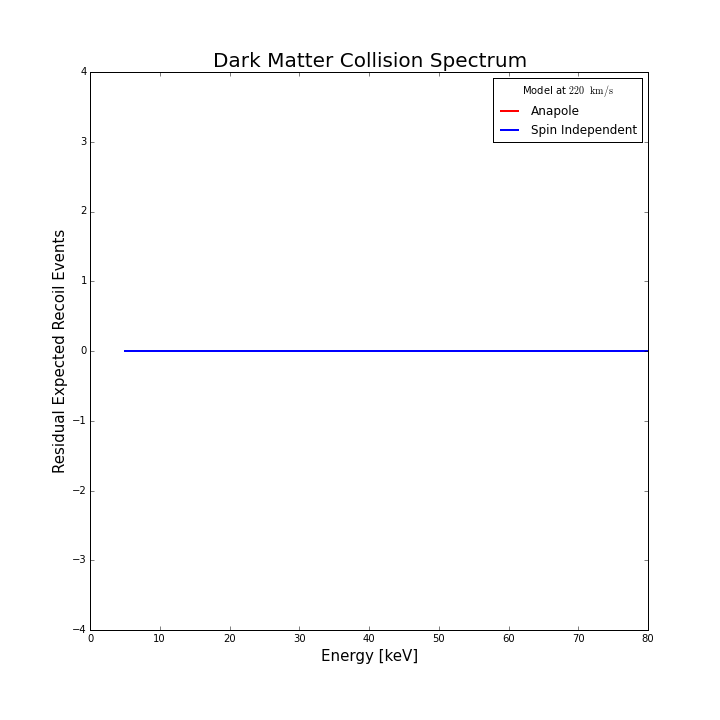 Dark Matter Collision Spectrum
Model at 220 km/s
Anapole
Spin Independent
Residual Expected Recoil Events
4
3
2
1
0
−1
−2
−3
−4
0 10 20 30 40 50 60 70 80
Energy [keV]